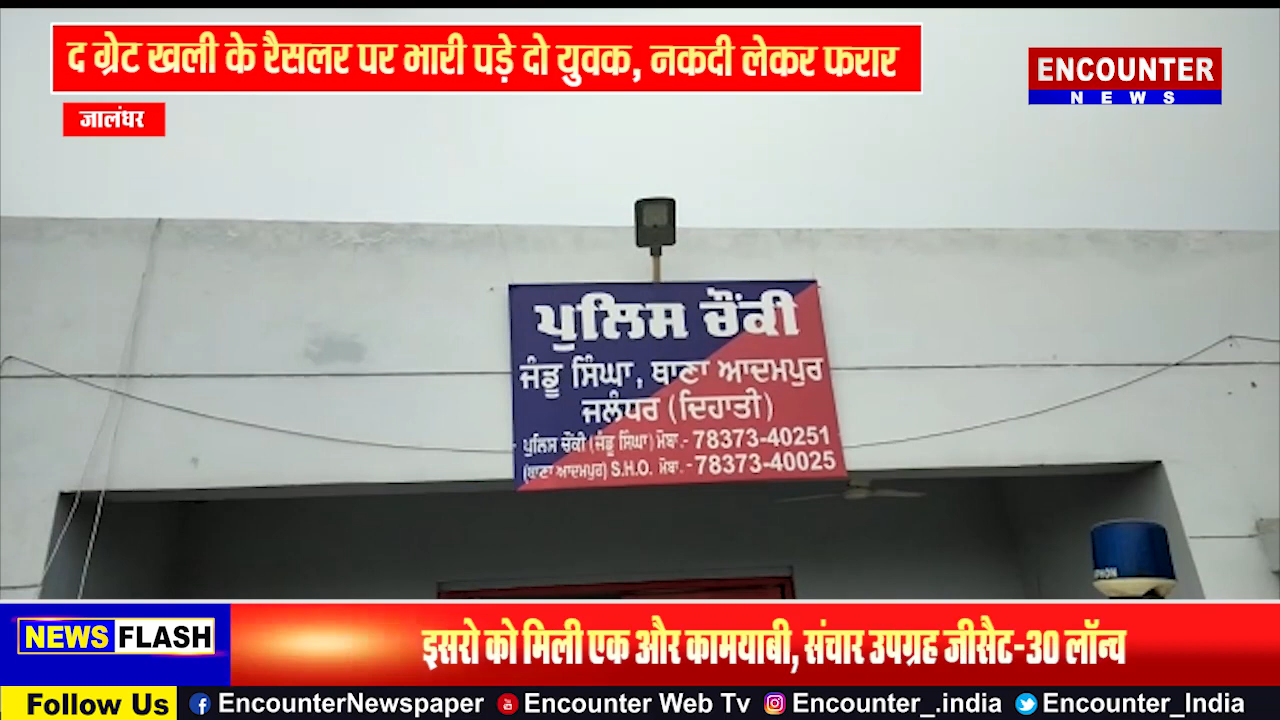 द ग्रेट खली के रैसलर पर भारी पड़े दो युवक, नकदी लेकर फरार
जालंधर
ENCOUNTER
NEWS
ਪੁਲਿਸ ਚੌਂਕੀ
ਜੰਡੂ ਸਿੰਘਾ, ਥਾਣਾ ਆਦਮਪੁਰ
ਜਲੰਧਰ (ਦਿਹਾਤੀ)
ਪੁਲਿਸ ਚੌਂਕੀ (ਜੰਡੂ ਸਿੰਘਾ) ਮੋਬਾ.- 78373-40251
(ਥਾਣਾ ਆਦਮਪੁਰ) S.H.O. ਮੋਬਾ.- 78373-40025
NEWS FLASH
इसरो को मिली एक और कामयाबी, संचार उपग्रह जीसैट-30 लॉन्च
Follow Us EncounterNewspaper Encounter Web Tv Encounter_.india Encounter_India